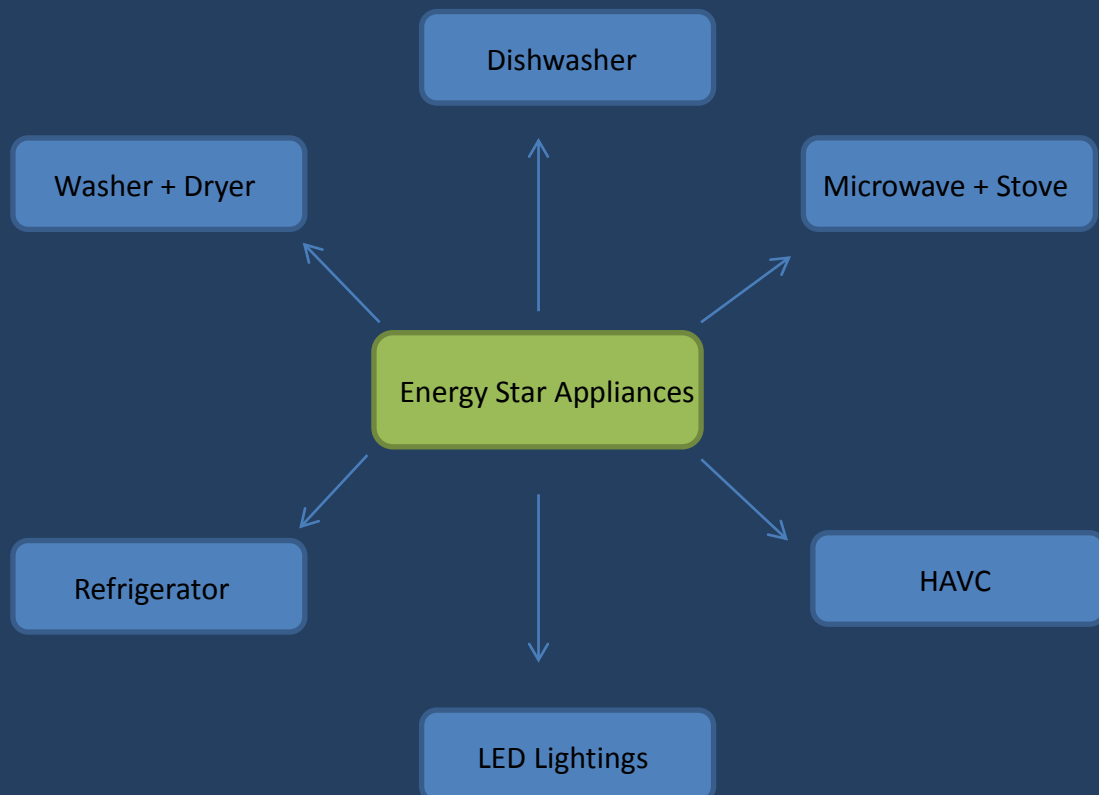 Dishwasher
Washer + Dryer
Microwave + Stove
Energy Star Appliances
Refrigerator
HAVC
LED Lightings